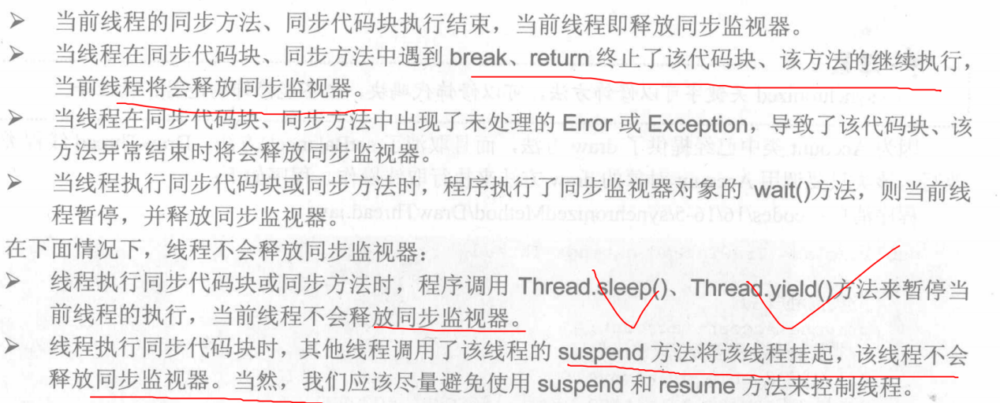 ➢ 当前线程的同步方法、同步代码块执行结束，当前线程即释放同步监视器。
➢ 当线程在同步代码块、同步方法中遇到 break、return 终止了该代码块、该方法的继续执行，
当前线程将会释放同步监视器。
➢ 当线程在同步代码块、同步方法中出现了未处理的 Error 或 Exception，导致了该代码块、该
方法异常结束时将会释放同步监视器。
➢ 当线程执行同步代码块或同步方法时，程序执行了同步监视器对象的 wait()方法，则当前线
程暂停，并释放同步监视器。
在下面情况下，线程不会释放同步监视器：
➢ 线程执行同步代码块或同步方法时，程序调用 Thread.sleep()、Thread.yield()方法来暂停当
前线程的执行，当前线程不会释放同步监视器。
➢ 线程执行同步代码块时，其他线程调用了该线程的 suspend 方法将该线程挂起，该线程不会
释放同步监视器。当然，我们应该尽量避免使用 suspend 和 resume 方法来控制线程。